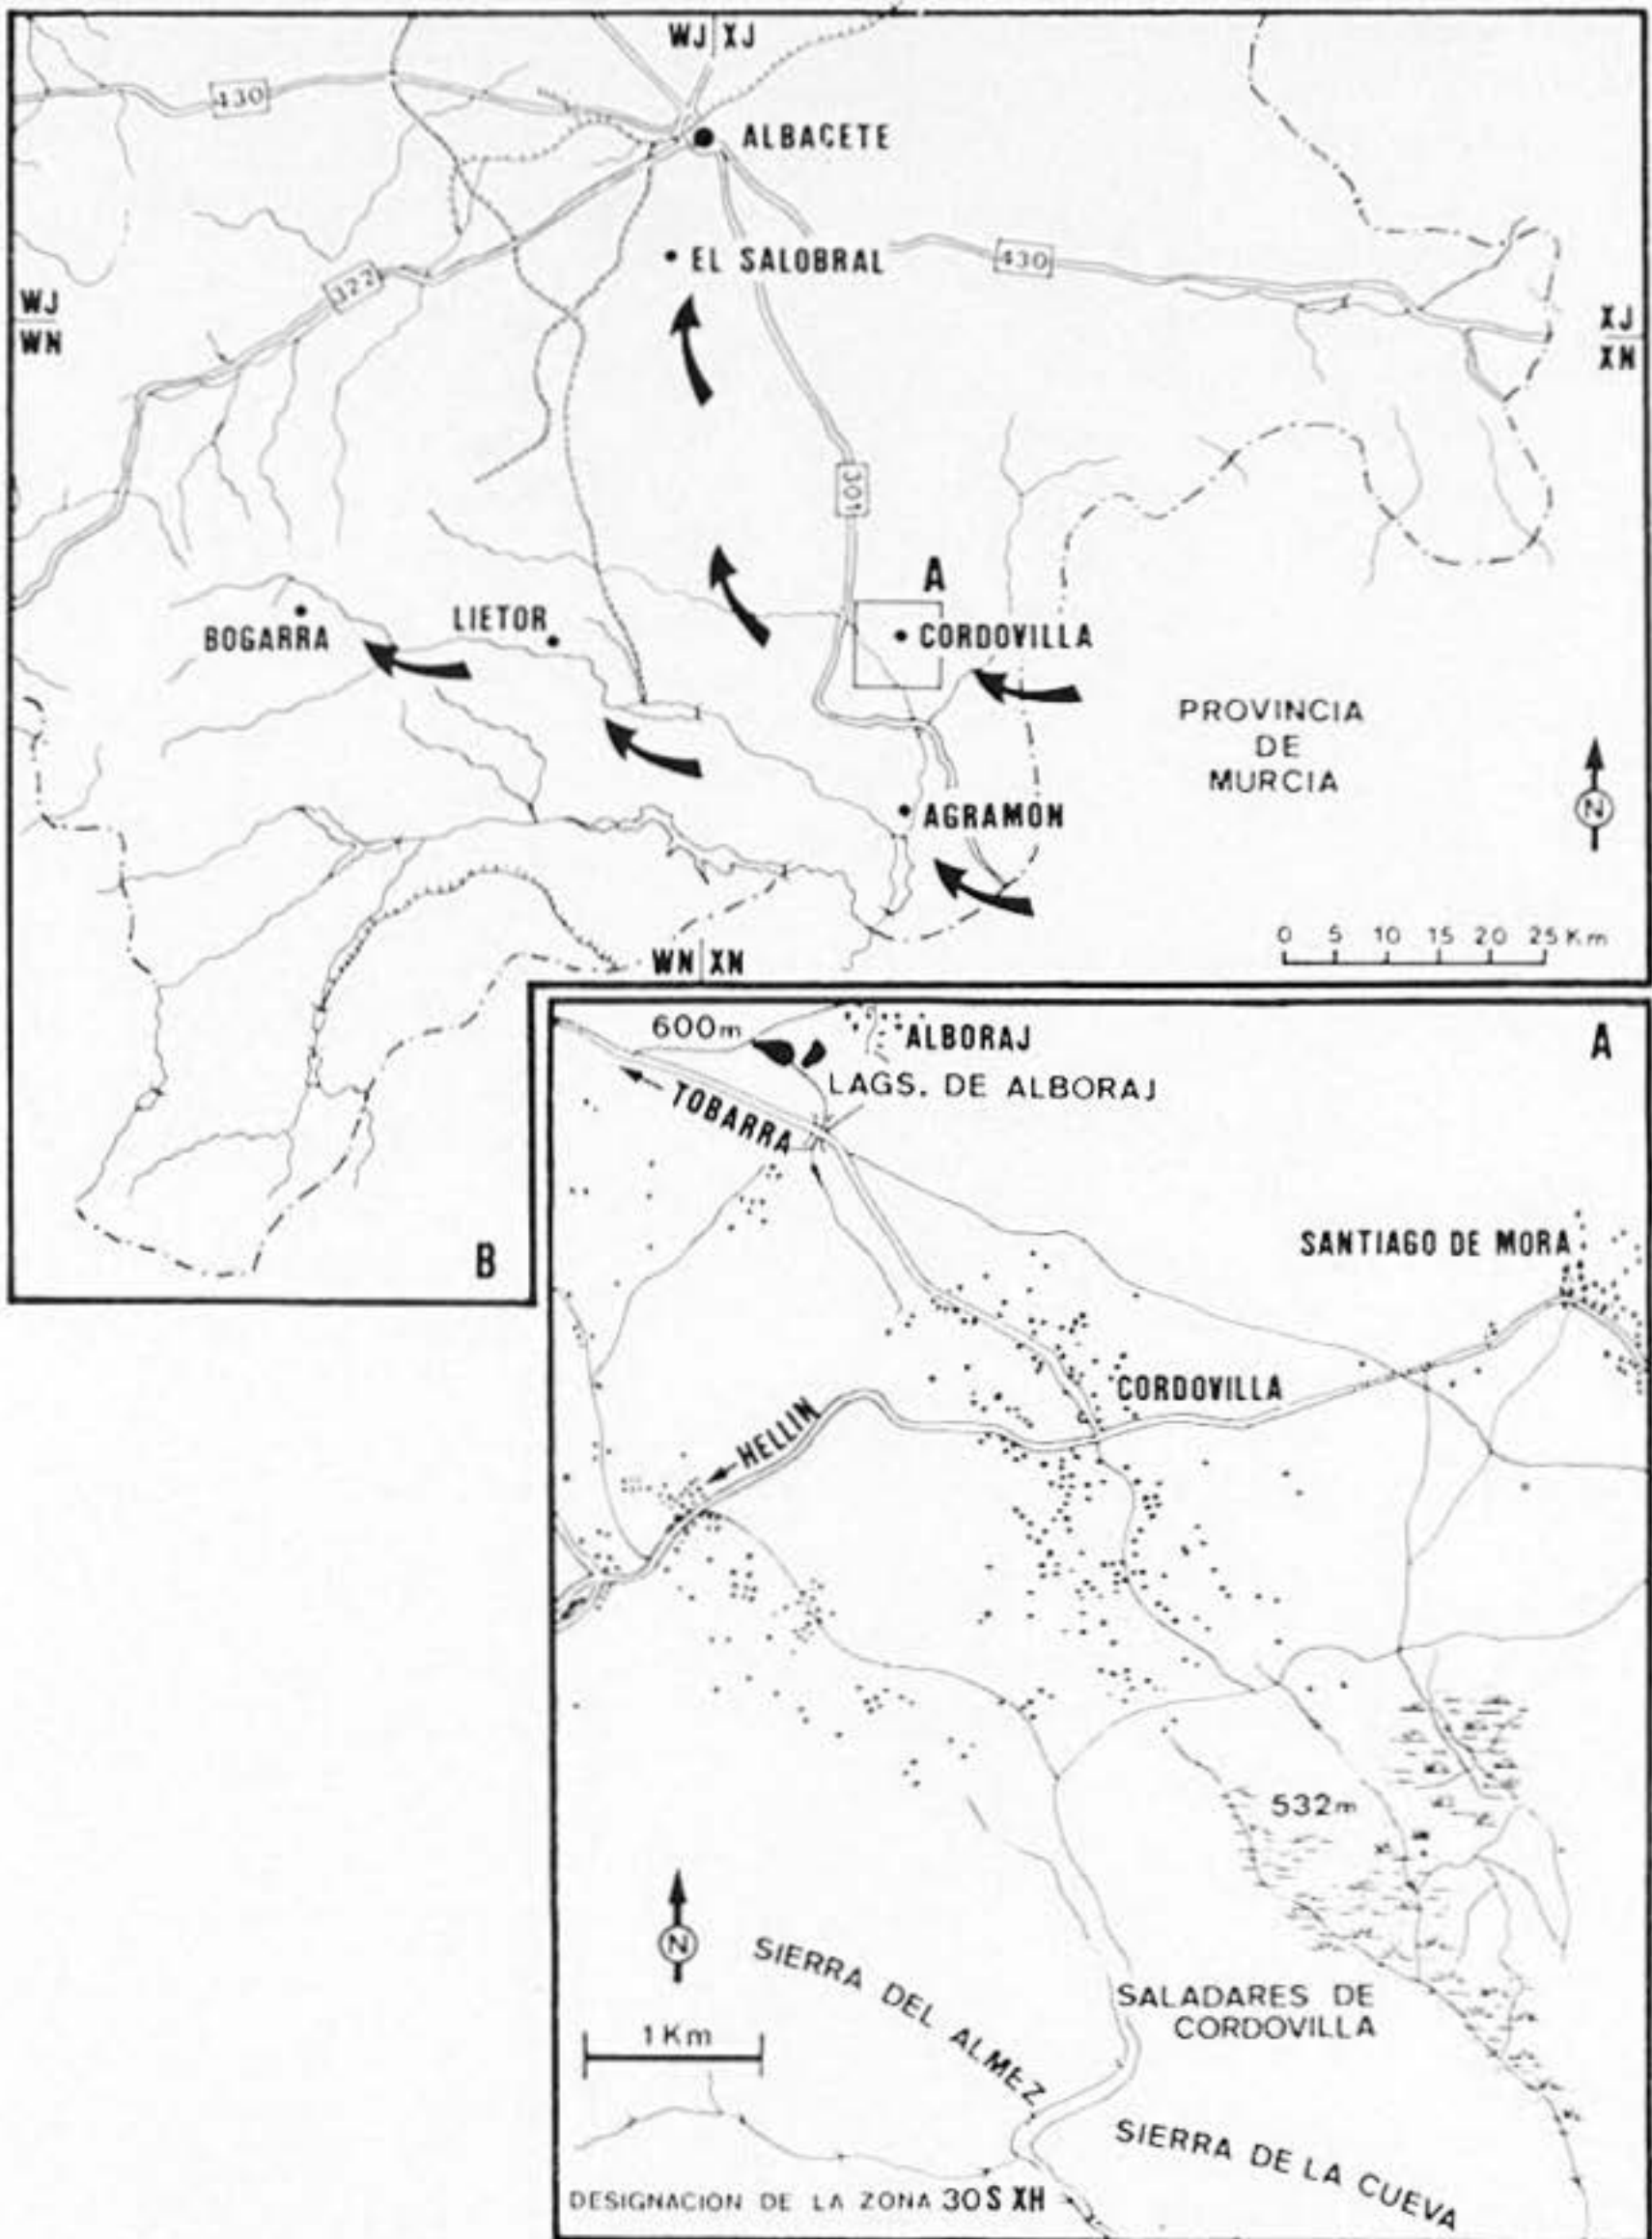 WJ XJ
430
ALBACETE
EL SALOBRAL
430
322
WJ
WN
XJ
XN
301
A
BOGARRA
LIETOR
CORDOVILLA
PROVINCIA
DE
MURCIA
N
AGRAMON
0 5 10 15 20 25 Km
WN XN
B
600m
ALBORAJ
A
LAGS. DE ALBORAJ
TOBARRA
SANTIAGO DE MORA
CORDOVILLA
HELLIN
532m
N
SIERRA DEL ALMEZ
SALADARES DE
CORDOVILLA
1 Km
SIERRA DE LA CUEVA
DESIGNACION DE LA ZONA 30S XH